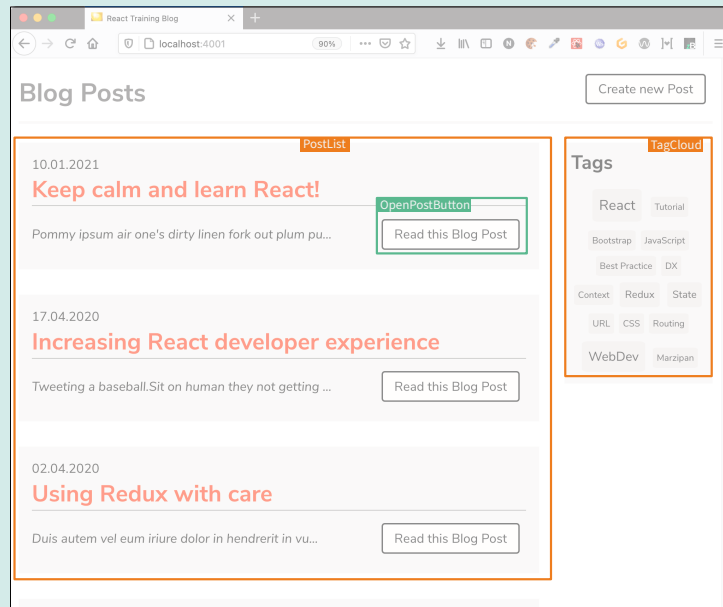 React Training Blog
localhost:4001
90%
Blog Posts
Create new Post
PostList
10.01.2021
Keep calm and learn React!
OpenPostButton
Pommy ipsum air one's dirty linen fork out plum pu...
Read this Blog Post
17.04.2020
Increasing React developer experience
Tweeting a baseball.Sit on human they not getting ...
Read this Blog Post
02.04.2020
Using Redux with care
Duis autem vel eum iriure dolor in hendrerit in vu...
Read this Blog Post
TagCloud
Tags
React Tutorial
Bootstrap JavaScript
Best Practice DX
Context Redux State
URL CSS Routing
WebDev Marzipan